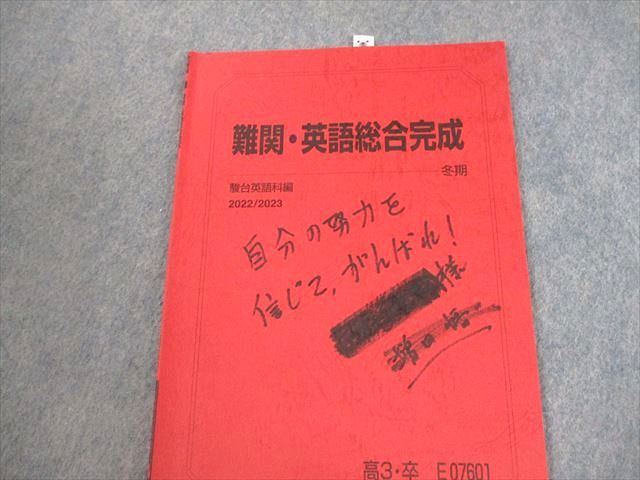 難関・英語総合完成
冬期
駿台英語科編
2022/2023
自分の努力を
信じて、がんばれ!
様
高3・卒 E07601